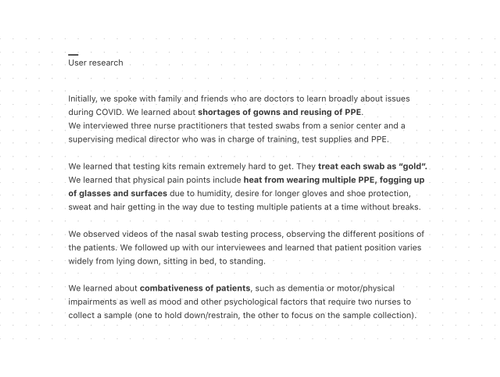 User research
Initially, we spoke with family and friends who are doctors to learn broadly about issues
during COVID. We learned about shortages of gowns and reusing of PPE.
We interviewed three nurse practitioners that tested swabs from a senior center and a
supervising medical director who was in charge of training, test supplies and PPE.
We learned that testing kits remain extremely hard to get. They treat each swab as “gold”.
We learned that physical pain points include heat from wearing multiple PPE, fogging up
of glasses and surfaces due to humidity, desire for longer gloves and shoe protection,
sweat and hair getting in the way due to testing multiple patients at a time without breaks.
We observed videos of the nasal swab testing process, observing the different positions of
the patients. We followed up with our interviewees and learned that patient position varies
widely from lying down, sitting in bed, to standing.
We learned about combativeness of patients, such as dementia or motor/physical
impairments as well as mood and other psychological factors that require two nurses to
collect a sample (one to hold down/restrain, the other to focus on the sample collection).